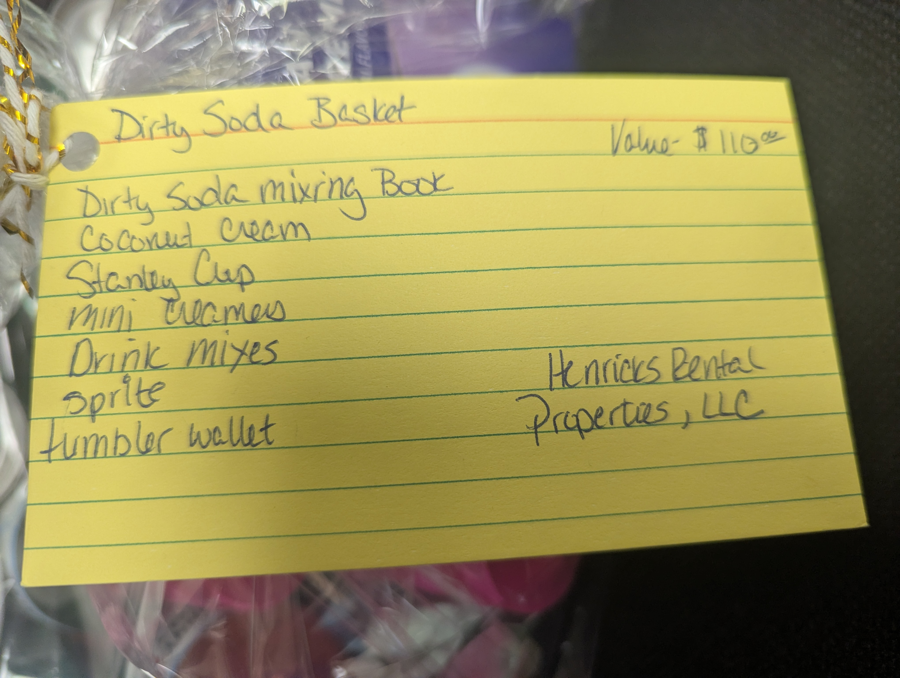 Dirty Soda Basket
Value- $110.00
Dirty Soda mixing Book
Coconut Cream
Stanley Cup
mini Creamers
Drink mixes
Sprite
tumbler wallet
Henricks Rental
Properties, LLC